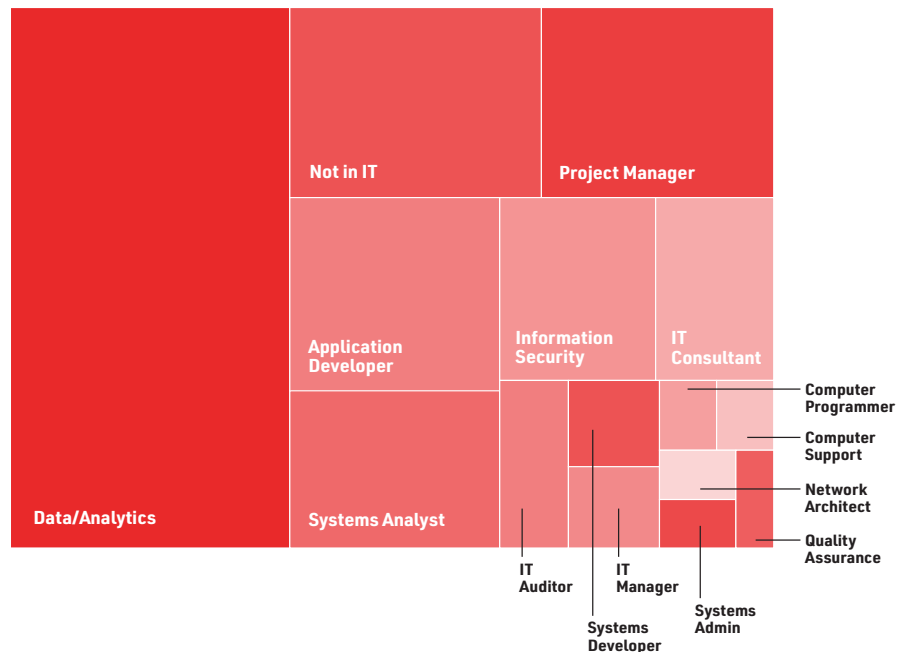 Not in IT
Project Manager
Application
Developer
Information
Security
IT
Consultant
Computer
Programmer
Computer
Support
Data/Analytics
Systems Analyst
Network
Architect
Quality
Assurance
IT
Auditor
IT
Manager
Systems
Developer
Systems
Admin